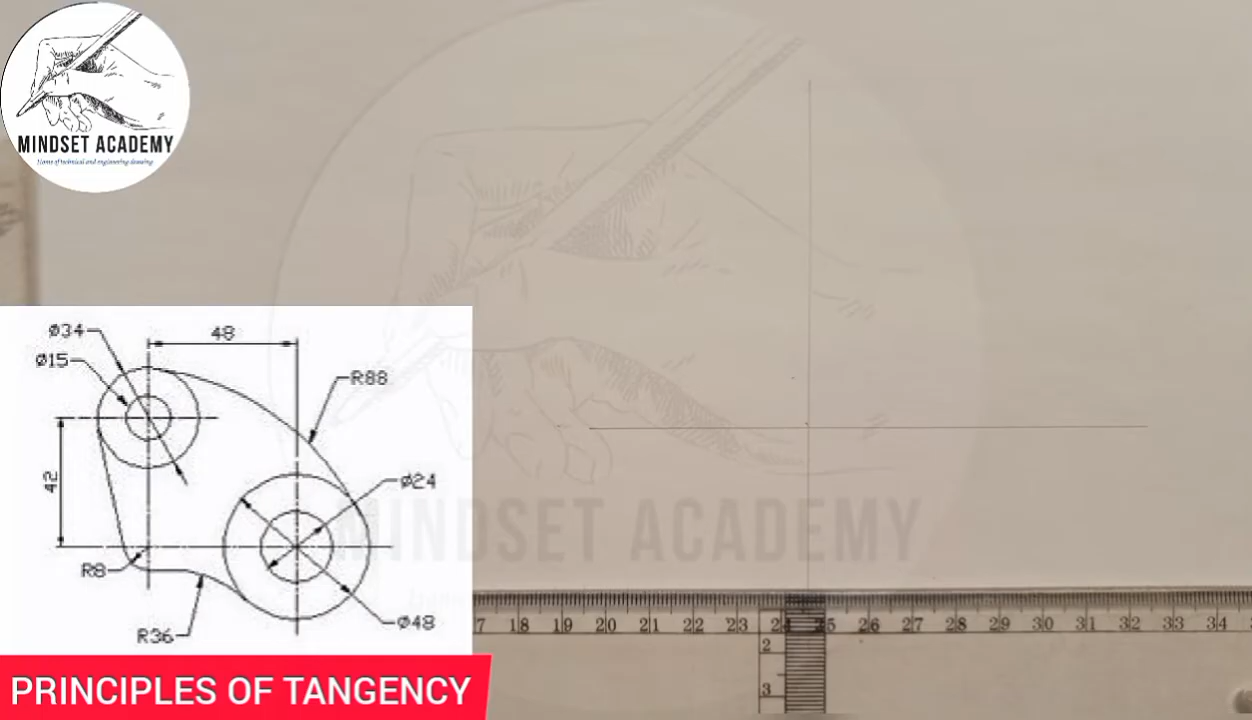 MINDSET ACADEMY
Home of technical and engineering drawing
MINDSET ACADEMY
Ø34
48
Ø15
R88
42
Ø24
R8
R36
Ø48
18 19 20 21 22 23 24 25 26 27 28 29 30 31 32 33 34
2
3
PRINCIPLES OF TANGENCY